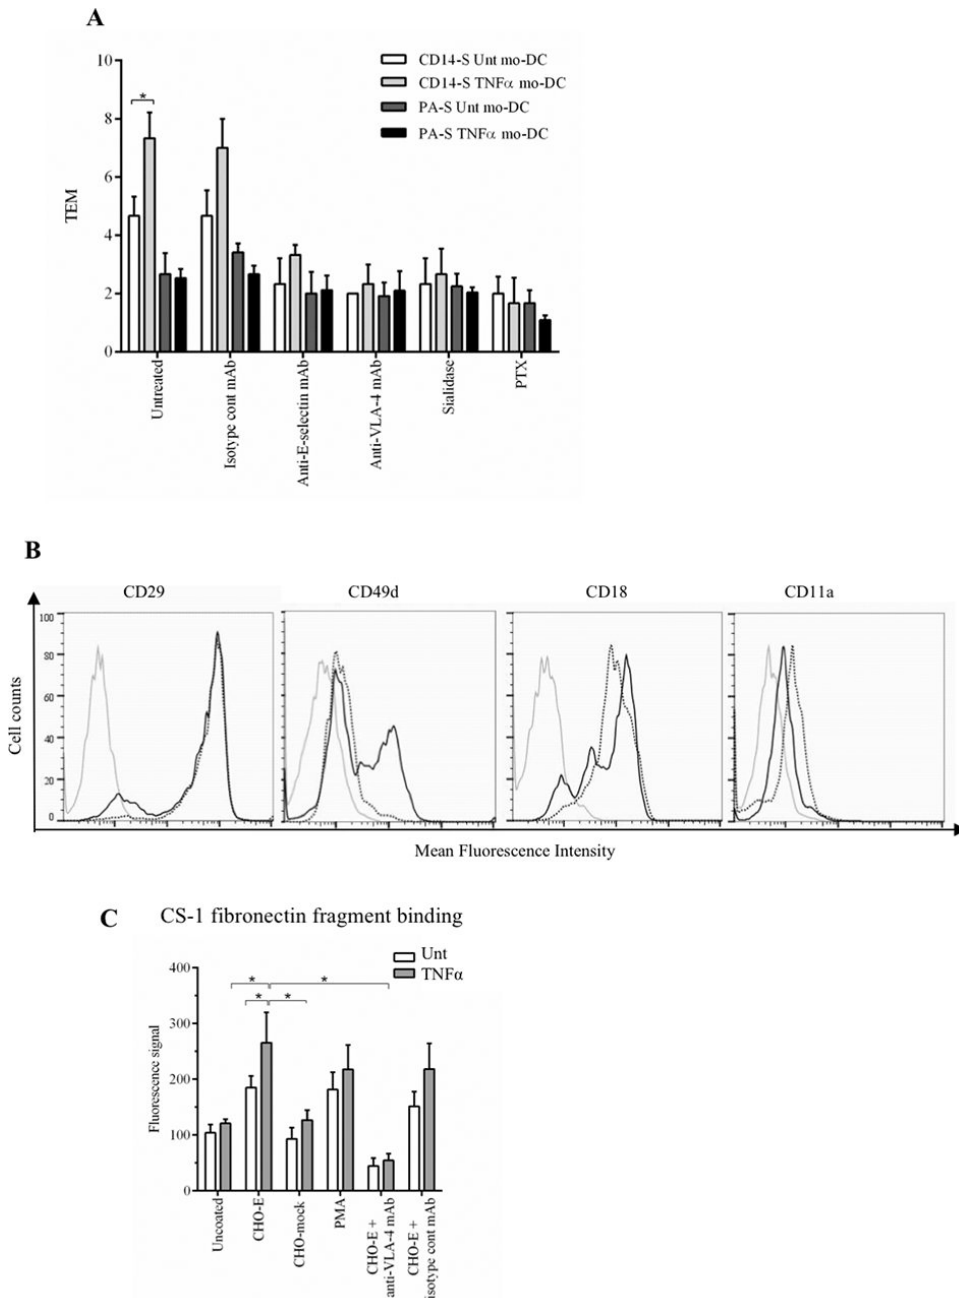 A
CD14-S Unt mo-DC
CD14-S TNFα mo-DC
PA-S Unt mo-DC
PA-S TNFα mo-DC
10
8
6
4
2
0
*
TEM
Untreated
Isotype cont mAb
Anti-E-selectin mAb
Anti-VLA-4 mAb
Sialidase
PTX
B
CD29
CD49d
CD18
CD11a
100
80
60
40
20
0
Cell counts
Mean Fluorescence Intensity
C
CS-1 fibronectin fragment binding
Unt
TNFα
400
300
200
100
0
* *
* *
Fluorescence signal
Uncoated
CHO-E
CHO-mock
PMA
CHO-E +
anti-VLA-4 mAb
CHO-E +
isotype cont mAb